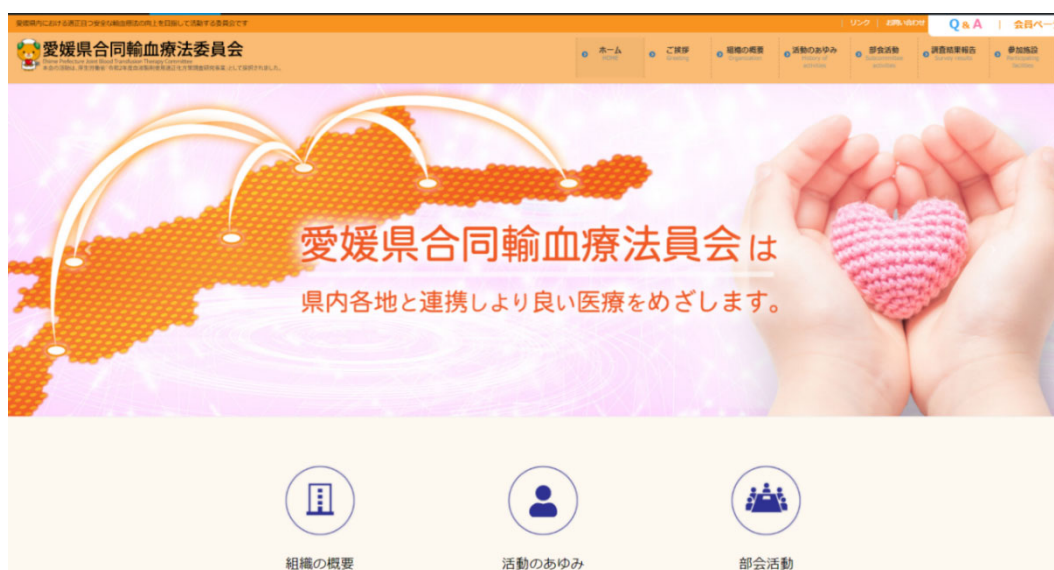 愛媛県内における適正且つ安全な輸血療法の向上を目指して活動する委員会です
リンク
お問い合わせ
Q & A
会員ペー
愛媛県合同輸血療法委員会
Ehime Prefecture Joint Blood Transfusion Therapy Committee
ホーム
HOME
ご挨拶
Greeting
組織の概要
Organization
活動のあゆみ
History of
activities
部会活動
Subcommittee
activities
調査結果報告
Survey results
参加施設
Participating
facilities
愛媛県合同輸血療法員会は
県内各地と連携しより良い医療をめざします。
組織の概要
活動のあゆみ
部会活動